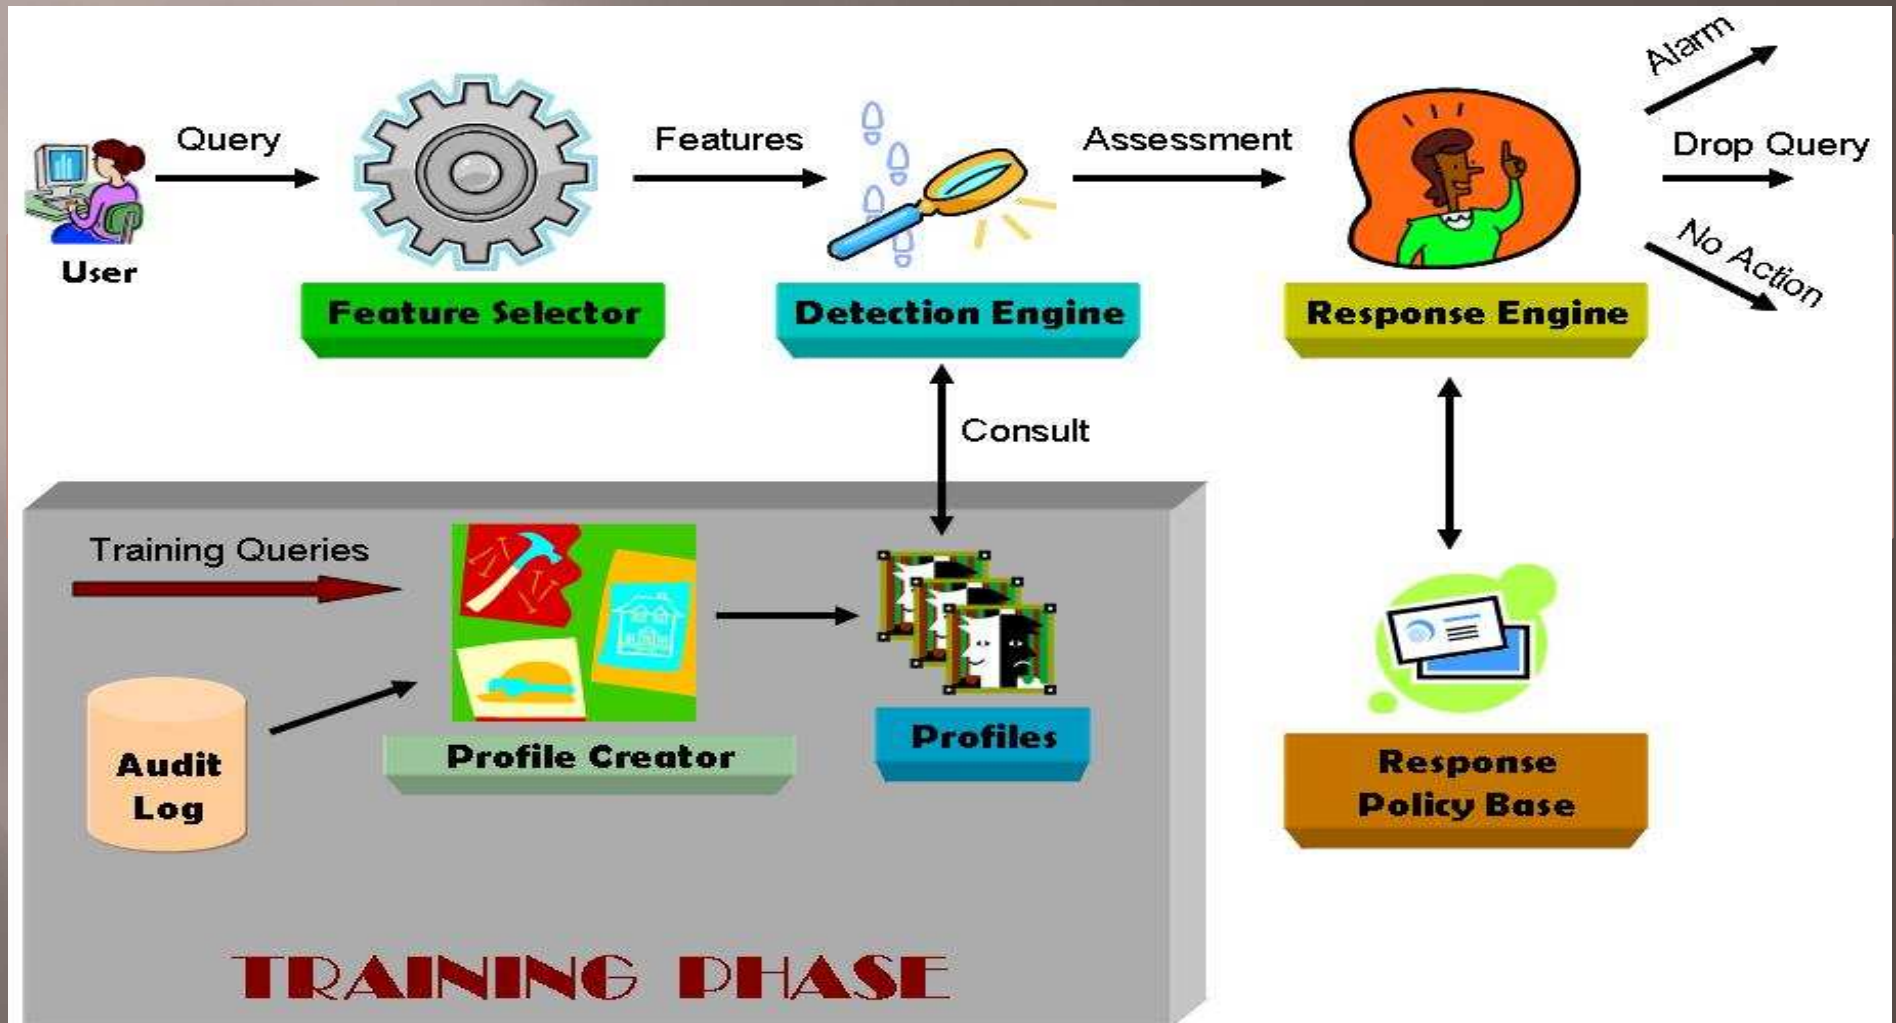 Query
Features
Assessment
Alarm
Drop Query
No Action
User
Feature Selector
Detection Engine
Response Engine
Consult
Training Queries
Audit
Log
Profile Creator
Profiles
Response
Policy Base
TRAINING PHASE